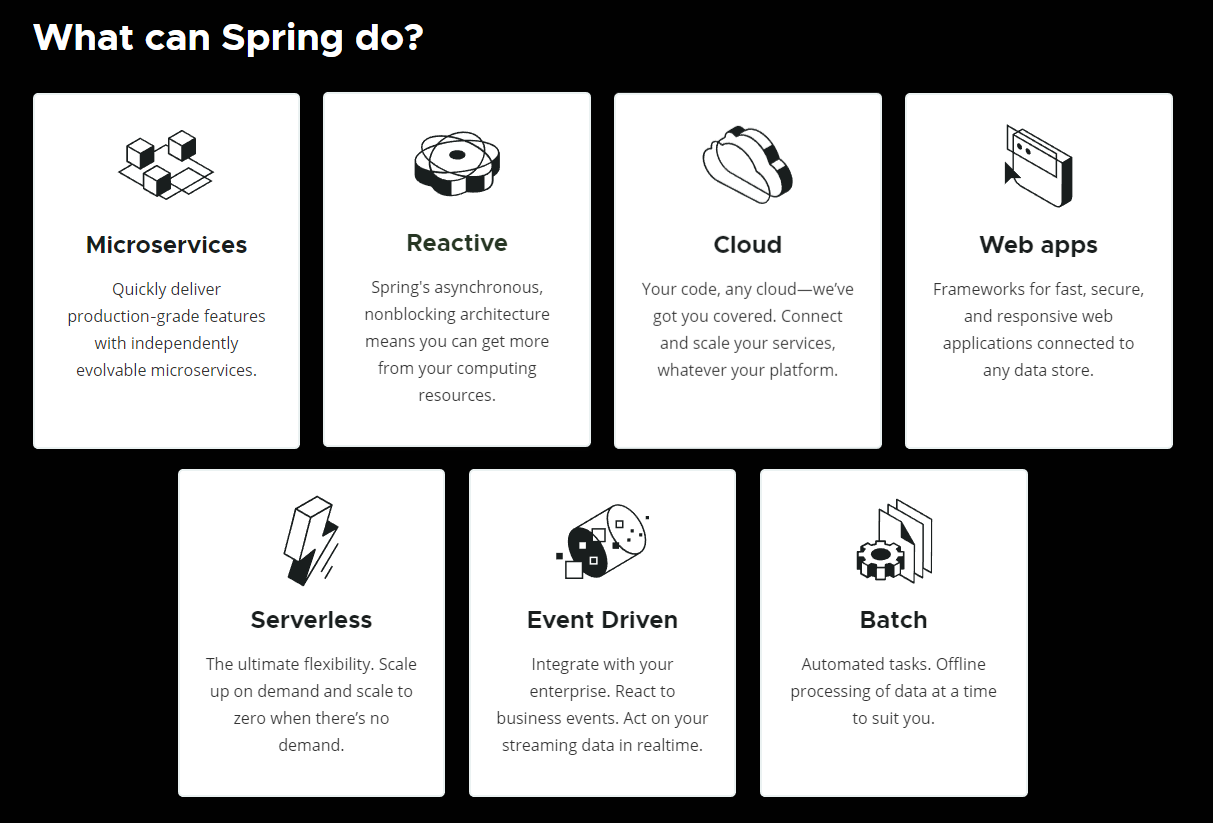 What can Spring do?
Microservices
Quickly deliver
production-grade features
with independently
evolvable microservices.
Reactive
Spring's asynchronous,
nonblocking architecture
means you can get more
from your computing
resources.
Cloud
Your code, any cloud—we’ve
got you covered. Connect
and scale your services,
whatever your platform.
Web apps
Frameworks for fast, secure,
and responsive web
applications connected to
any data store.
Serverless
The ultimate flexibility. Scale
up on demand and scale to
zero when there’s no
demand.
Event Driven
Integrate with your
enterprise. React to
business events. Act on your
streaming data in realtime.
Batch
Automated tasks. Offline
processing of data at a time
to suit you.